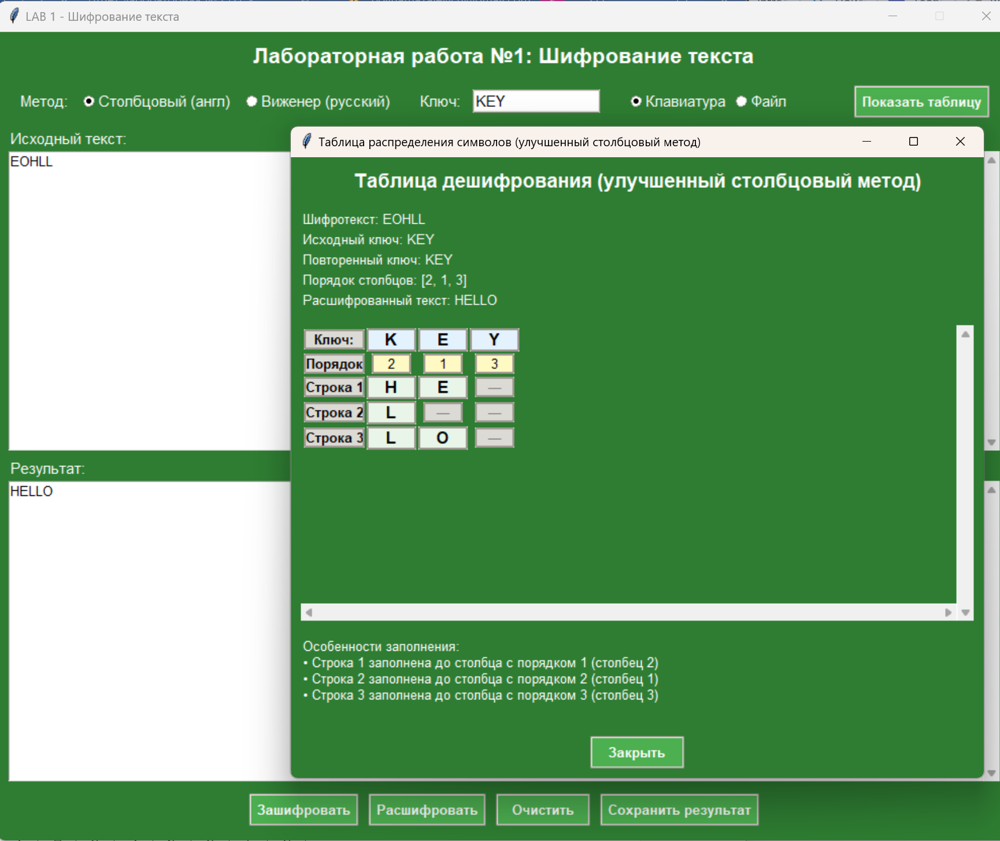 LAB 1 - Шифрование текста
Лабораторная работа №1: Шифрование текста
Метод: Столбцовый (англ) Виженер (русский) Ключ: KEY Клавиатура Файл Показать таблицу
Исходный текст:
EOHLL
Результат:
HELLO
Таблица распределения символов (улучшенный столбцовый метод)
Таблица дешифрования (улучшенный столбцовый метод)
Шифротекст: EOHLL
Исходный ключ: KEY
Повторенный ключ: KEY
Порядок столбцов: [2, 1, 3]
Расшифрованный текст: HELLO
Ключ: K E Y
Порядок 2 1 3
Строка 1 H E —
Строка 2 L — —
Строка 3 L O —
Особенности заполнения:
• Строка 1 заполнена до столбца с порядком 1 (столбец 2)
• Строка 2 заполнена до столбца с порядком 2 (столбец 1)
• Строка 3 заполнена до столбца с порядком 3 (столбец 3)
Закрыть
Зашифровать Расшифровать Очистить Сохранить результат